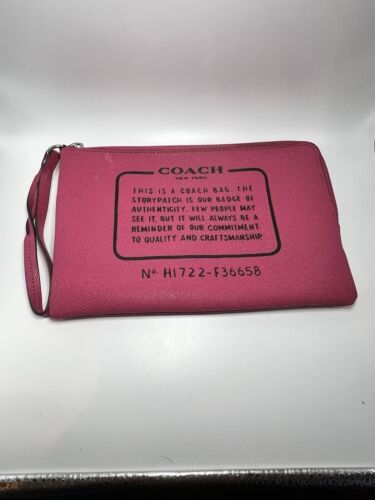 COACH
NEW YORK
THIS IS A COACH BAG. THE
STORYPATCH IS OUR BADGE OF
AUTHENTICITY. FEW PEOPLE MAY
SEE IT, BUT IT WILL ALWAYS BE A
REMINDER OF OUR COMMITMENT
TO QUALITY AND CRAFTSMANSHIP.
No. H1722-F36658